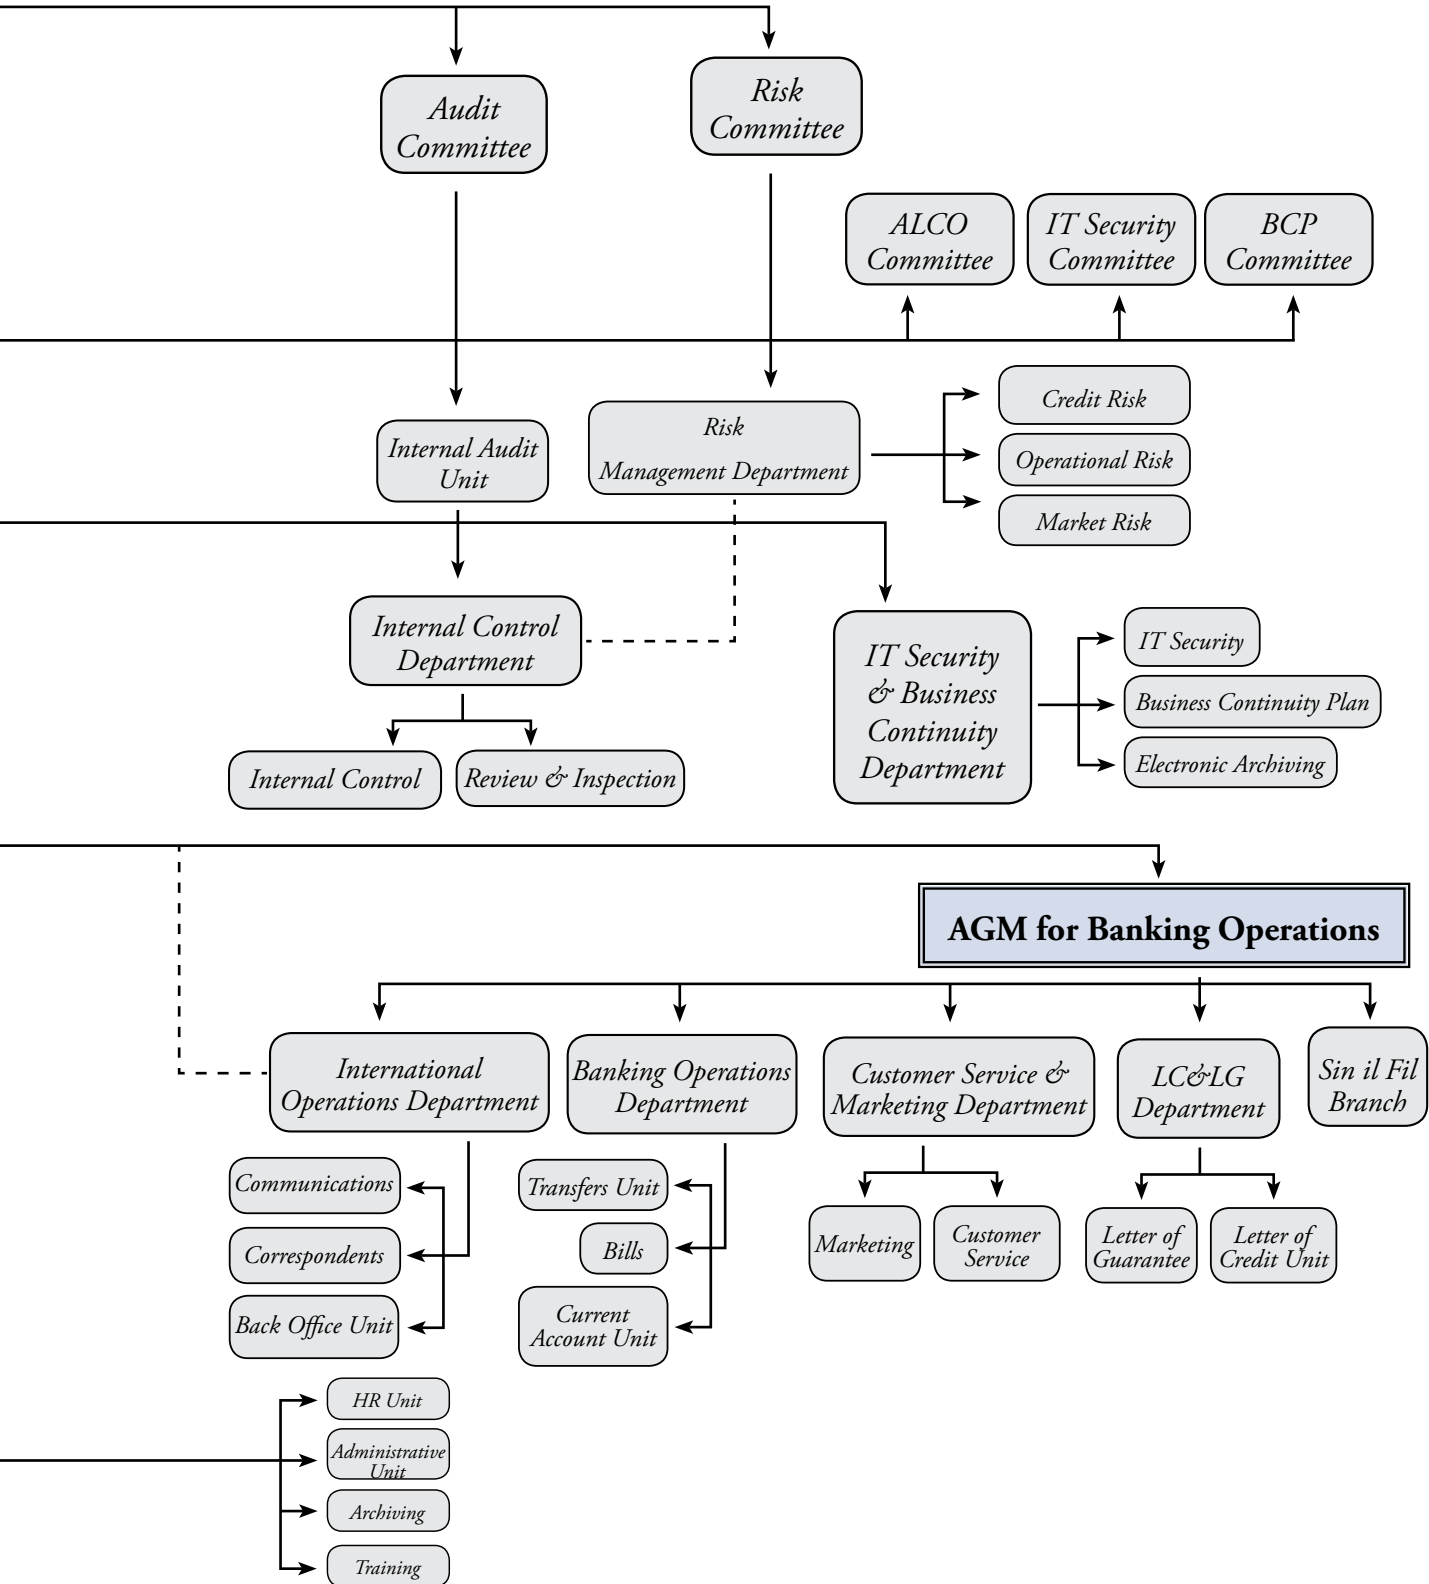 Audit
Committee
Risk
Committee
ALCO
Committee
IT Security
Committee
BCP
Committee
Internal Audit
Unit
Risk
Management Department
Credit Risk
Operational Risk
Market Risk
Internal Control
Department
Internal Control
Review & Inspection
IT Security
& Business
Continuity
Department
IT Security
Business Continuity Plan
Electronic Archiving
AGM for Banking Operations
International
Operations Department
Banking Operations
Department
Customer Service &
Marketing Department
LC&LG
Department
Sin il Fil
Branch
Communications
Correspondents
Back Office Unit
Transfers Unit
Bills
Current
Account Unit
Marketing
Customer
Service
Letter of
Guarantee
Letter of
Credit Unit
HR Unit
Administrative
Unit
Archiving
Training